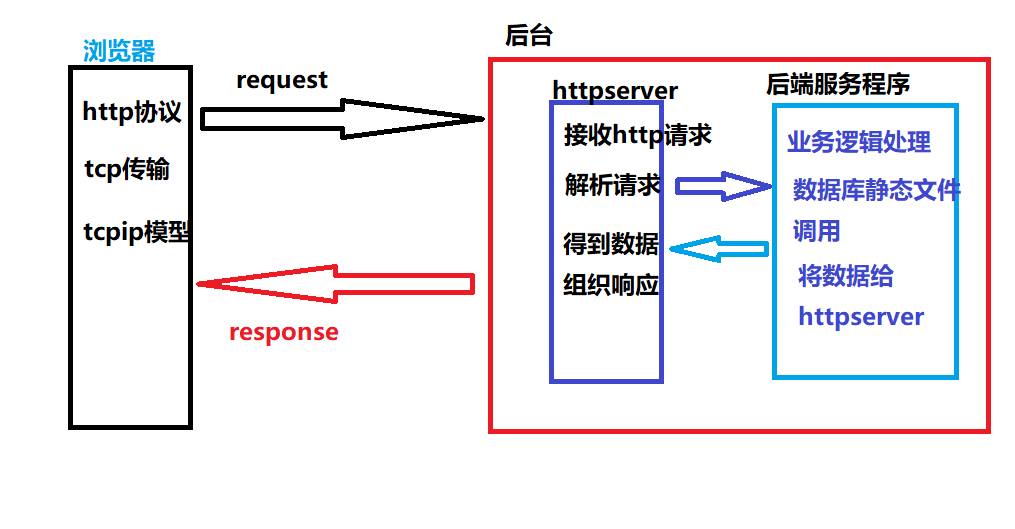 浏览器
http协议
tcp传输
tcpip模型
request
response
后台
httpserver
接收http请求
解析请求
得到数据
组织响应
后端服务程序
业务逻辑处理
数据库静态文件
调用
将数据给
httpserver